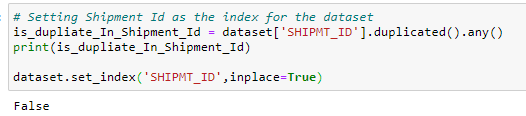 # Setting Shipment Id as the index for the dataset
is_dupliate_In_Shipment_Id = dataset['SHIPMT_ID'].duplicated().any()
print(is_dupliate_In_Shipment_Id)
dataset.set_index('SHIPMT_ID',inplace=True)
False